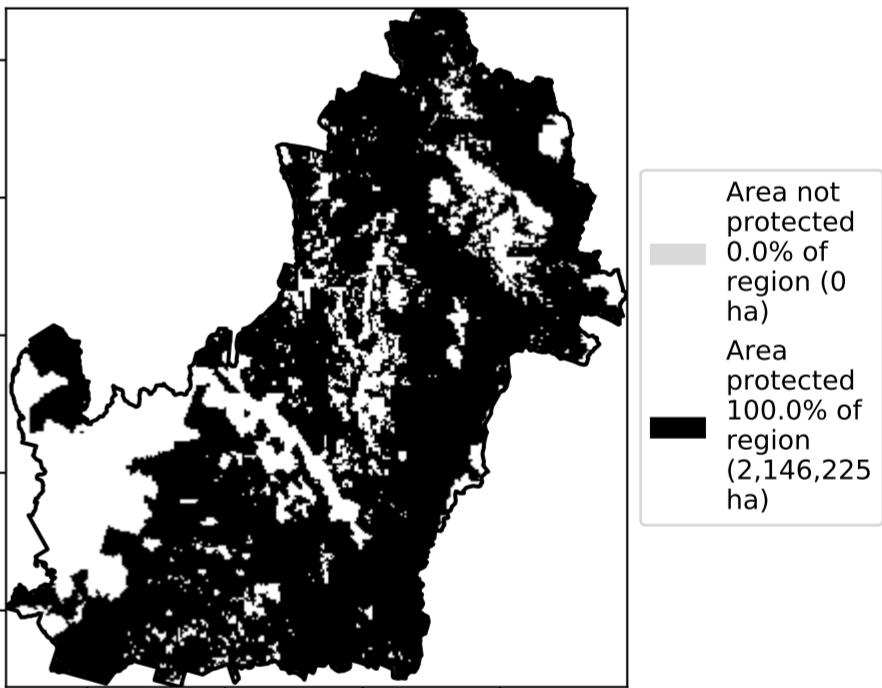 Area not
protected
0.0% of
region (0
ha)
Area
protected
100.0% of
region
(2,146,225
ha)